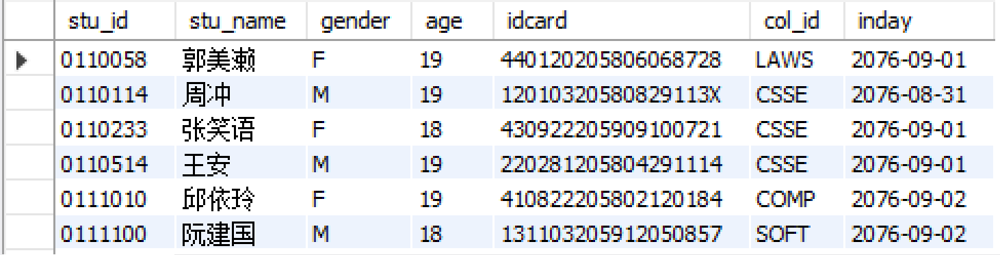 stu_id stu_name gender age idcard col_id inday
0110058 郭美濑 F 19 440120205806068728 LAWS 2076-09-01
0110114 周冲 M 19 12010320580829113X CSSE 2076-08-31
0110233 张笑语 F 18 430922205909100721 CSSE 2076-09-01
0110514 王安 M 19 220281205804291114 CSSE 2076-09-01
0111010 邱依玲 F 19 410822205802120184 COMP 2076-09-02
0111100 阮建国 M 18 131103205912050857 SOFT 2076-09-02